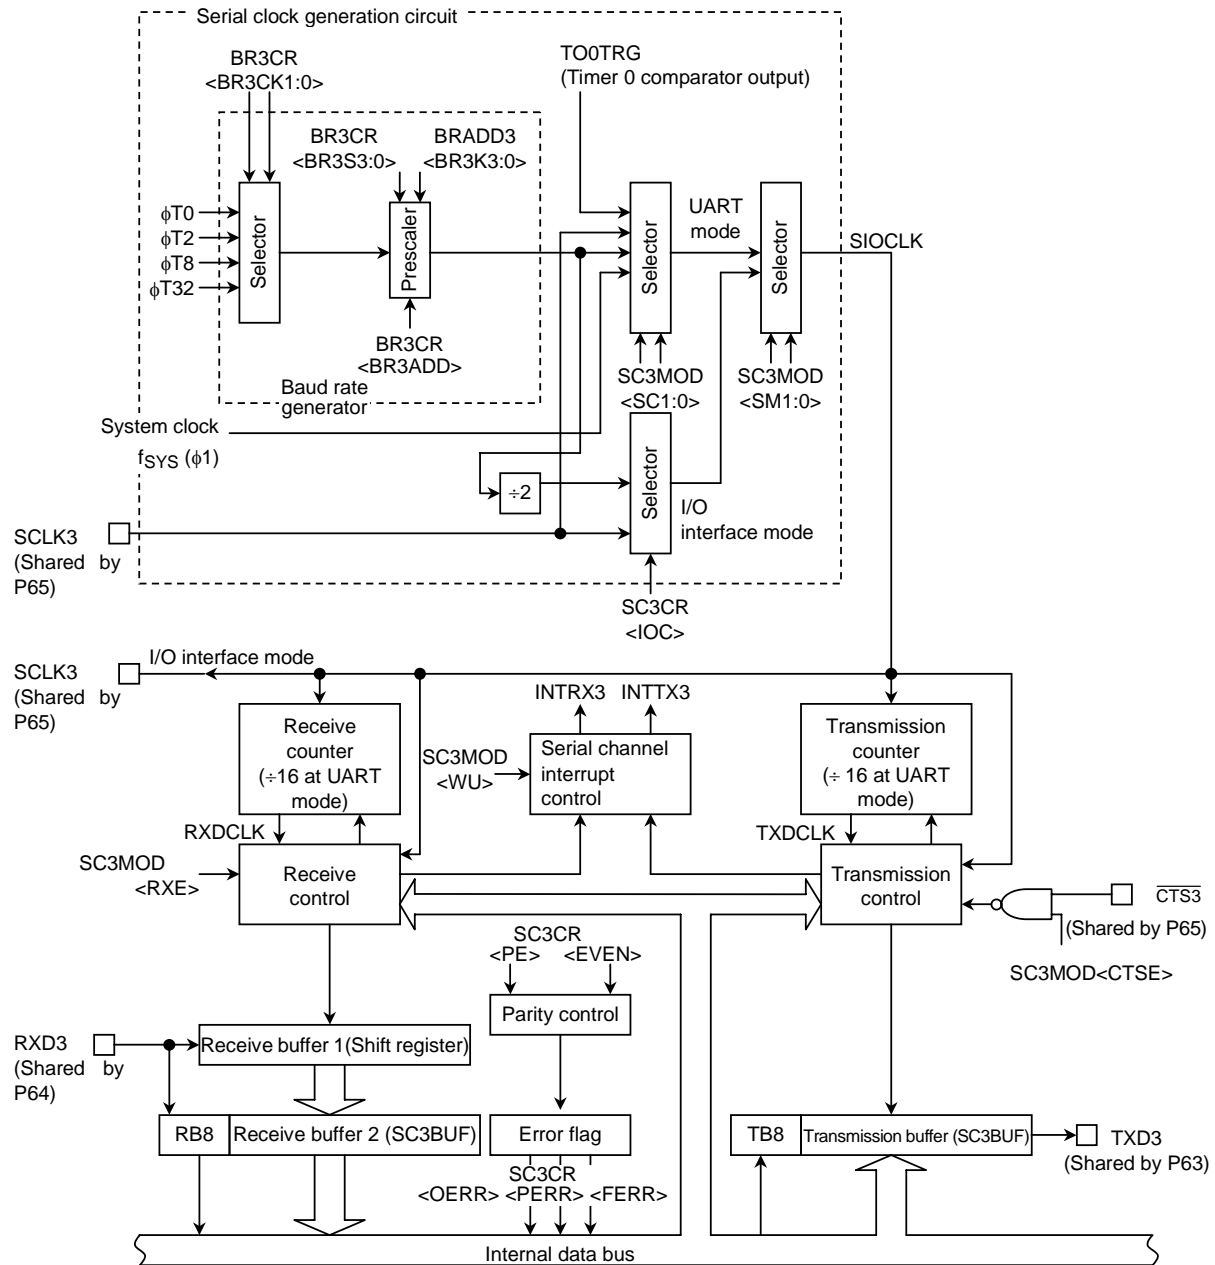 Serial clock generation circuit
BR3CR
<BR3CK1:0>
TO0TRG
(Timer 0 comparator output)
BR3CR
<BR3S3:0>
BRADD3
<BR3K3:0>
ϕT0
ϕT2
ϕT8
ϕT32
Selector
Prescaler
Selector
UART
mode
Selector
SIOCLK
BR3CR
<BR3ADD>
Baud rate
generator
SC3MOD
<SC1:0>
SC3MOD
<SM1:0>
System clock
fSYS (ϕ1)
÷2
Selector
I/O
interface mode
SCLK3
(Shared by
P65)
SC3CR
<IOC>
SCLK3
(Shared by
P65)
I/O interface mode
INTRX3
INTTX3
Receive
counter
(÷16 at UART
mode)
SC3MOD
<WU>
Serial channel
interrupt
control
Transmission
counter
(÷ 16 at UART
mode)
RXDCLK
TXDCLK
SC3MOD
<RXE>
Receive
control
Transmission
control
CTS3
(Shared by P65)
SC3MOD<CTSE>
SC3CR
<PE>
<EVEN>
Parity control
RXD3
(Shared by
P64)
Receive buffer 1(Shift register)
RB8
Receive buffer 2 (SC3BUF)
Error flag
TB8
Transmission buffer (SC3BUF)
TXD3
(Shared by P63)
SC3CR
<OERR>
<PERR>
<FERR>
Internal data bus